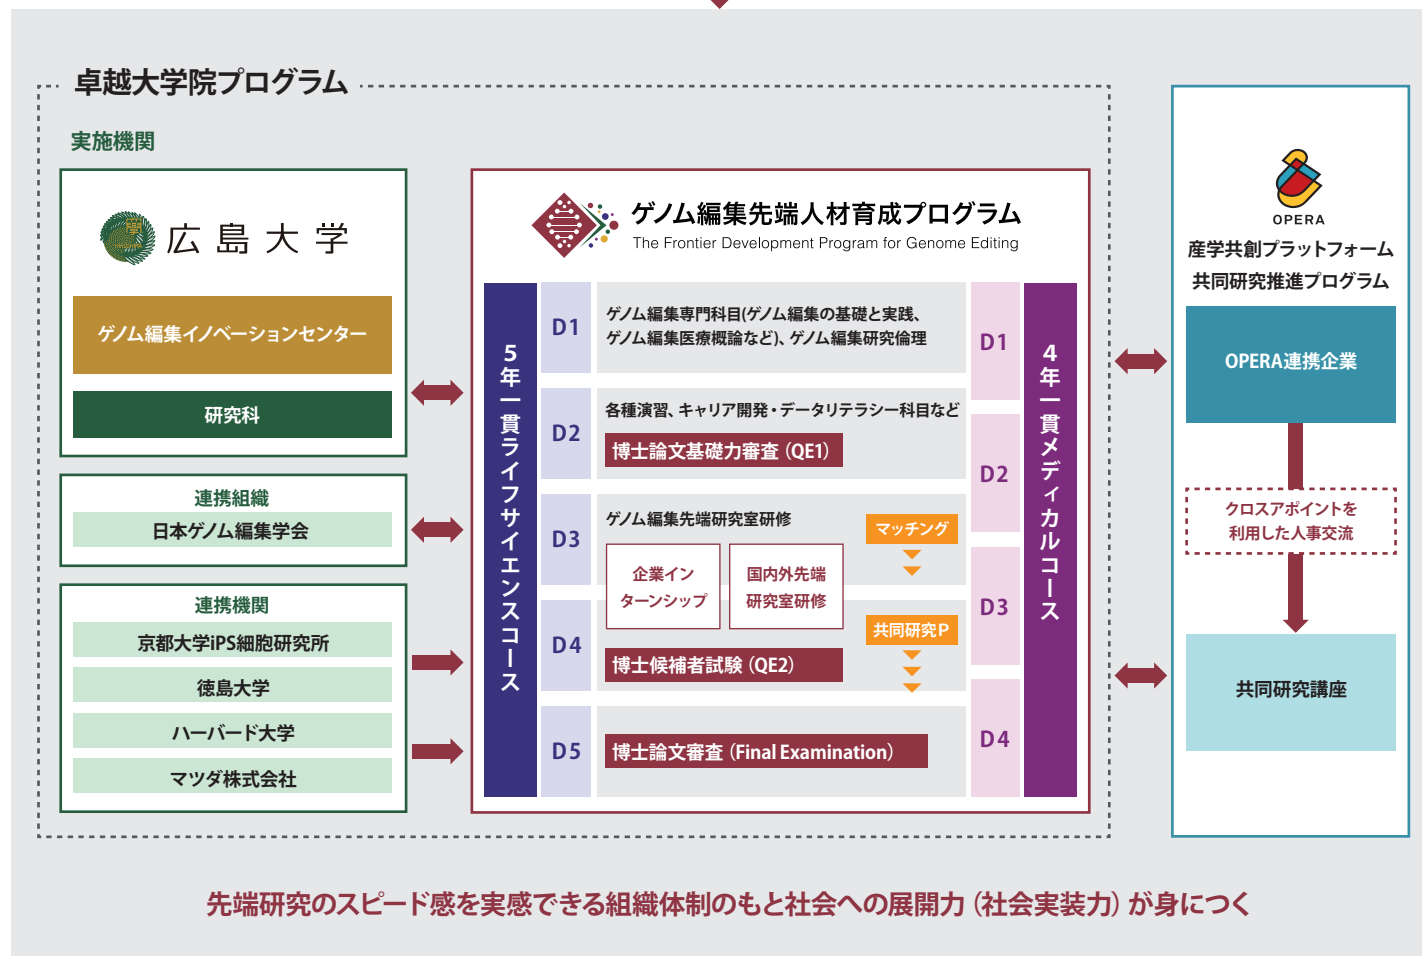 卓越大学院プログラム
実施機関
広島大学
ゲノム編集イノベーションセンター
研究科
連携組織
日本ゲノム編集学会
連携機関
京都大学iPS細胞研究所
徳島大学
ハーバード大学
マツダ株式会社
ゲノム編集先端人材育成プログラム
The Frontier Development Program for Genome Editing
5年一貫ライフサイエンスコース
D1
ゲノム編集専門科目(ゲノム編集の基礎と実践、
ゲノム編集医療概論など)、ゲノム編集研究倫理
D2
各種演習、キャリア開発・データリテラシー科目など
博士論文基礎力審査（QE1）
D3
ゲノム編集先端研究室研修
マッチング
企業イン
ターンシップ
国内外先端
研究室研修
D4
共同研究P
博士候補者試験（QE2）
D5
博士論文審査（Final Examination）
D1
D2
D3
D4
4年一貫メディカルコース
OPERA
産学共創プラットフォーム
共同研究推進プログラム
OPERA連携企業
クロスアポイントを
利用した人事交流
共同研究講座
先端研究のスピード感を実感できる組織体制のもと社会への展開力（社会実装力）が身につく